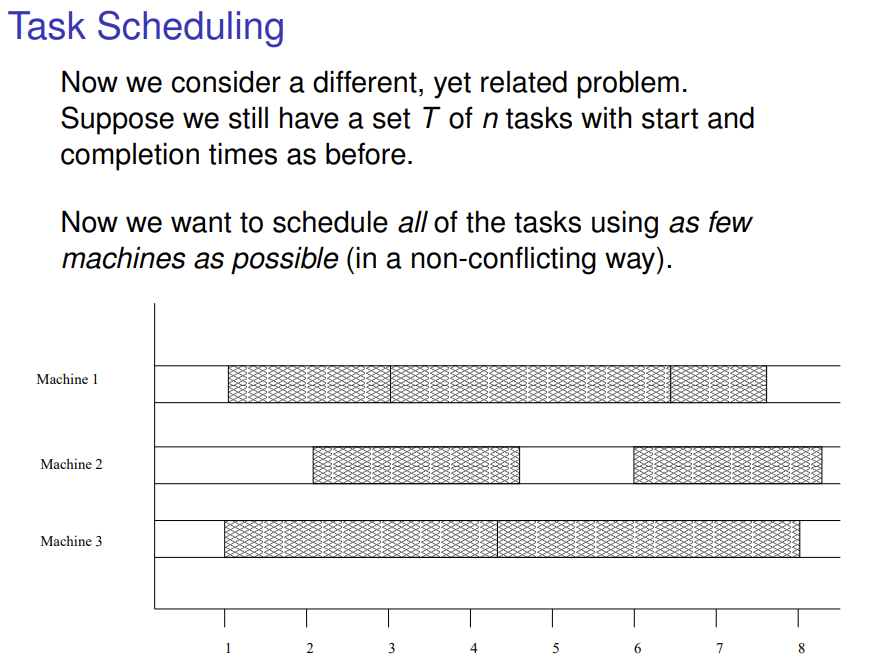 Task Scheduling
Now we consider a different, yet related problem.
Suppose we still have a set T of n tasks with start and
completion times as before.
Now we want to schedule all of the tasks using as few
machines as possible (in a non-conflicting way).
Machine 1
Machine 2
Machine 3
1 2 3 4 5 6 7 8